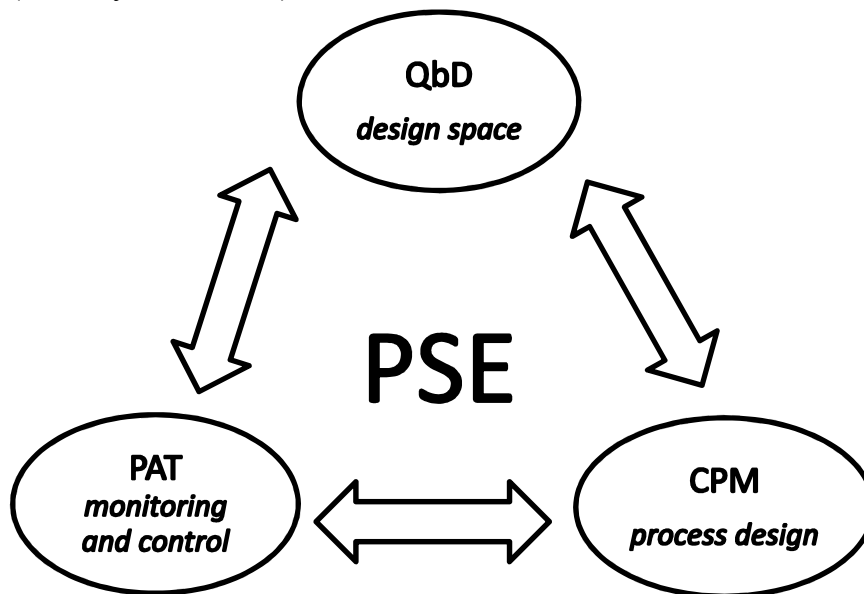 QbD
design space
PSE
PAT
monitoring
and control
CPM
process design